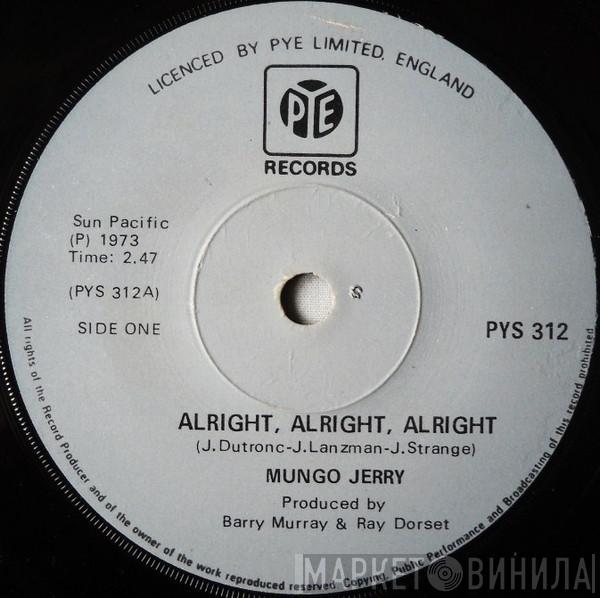 LICENCED BY PYE LIMITED, ENGLAND
PYE
RECORDS
Sun Pacific
(P) 1973
Time: 2.47
(PYS 312A)
SIDE ONE
PYS 312
ALRIGHT, ALRIGHT, ALRIGHT
(J.Dutronc-J.Lanzman-J.Strange)
MUNGO JERRY
Produced by
Barry Murray & Ray Dorset
All rights of the Record Producer and of the owner of the work reproduced reserved. Copying, Public Performance and Broadcasting of this record prohibited
МАРКЕТ ВИНИЛА